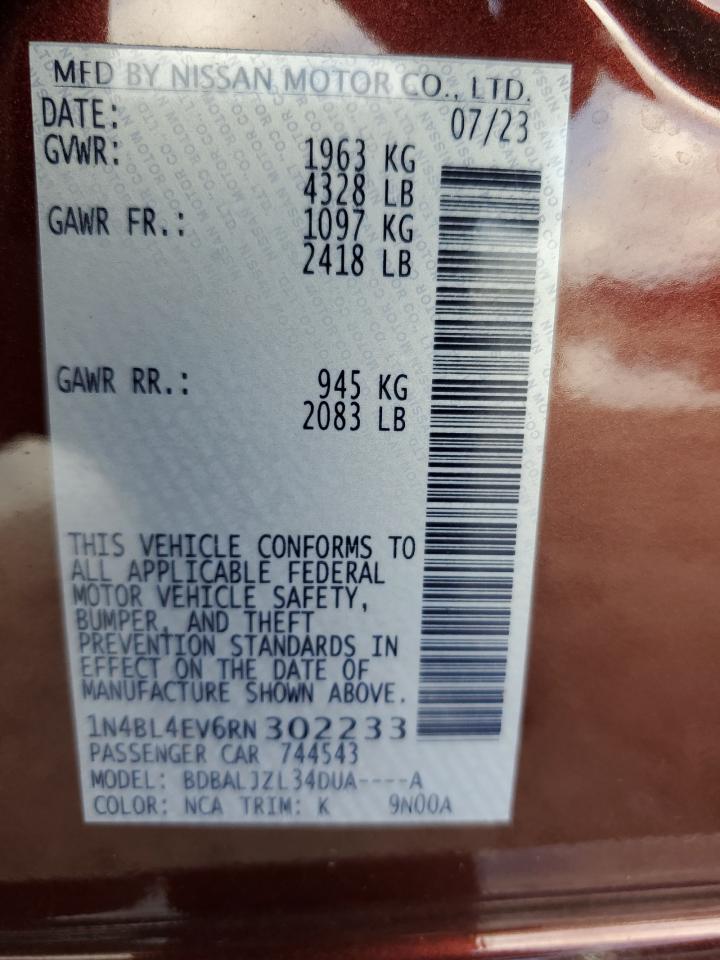 MFD BY NISSAN MOTOR CO., LTD.
DATE: 07/23
GVWR: 1963 KG
4328 LB
GAWR FR.: 1097 KG
2418 LB
GAWR RR.: 945 KG
2083 LB
THIS VEHICLE CONFORMS TO
ALL APPLICABLE FEDERAL
MOTOR VEHICLE SAFETY,
BUMPER, AND THEFT
PREVENTION STANDARDS IN
EFFECT ON THE DATE OF
MANUFACTURE SHOWN ABOVE.
1N4BL4EV6RN302233
PASSENGER CAR 744543
MODEL: BDBALJZL34DUA----A
COLOR: NCA TRIM: K 9N00A